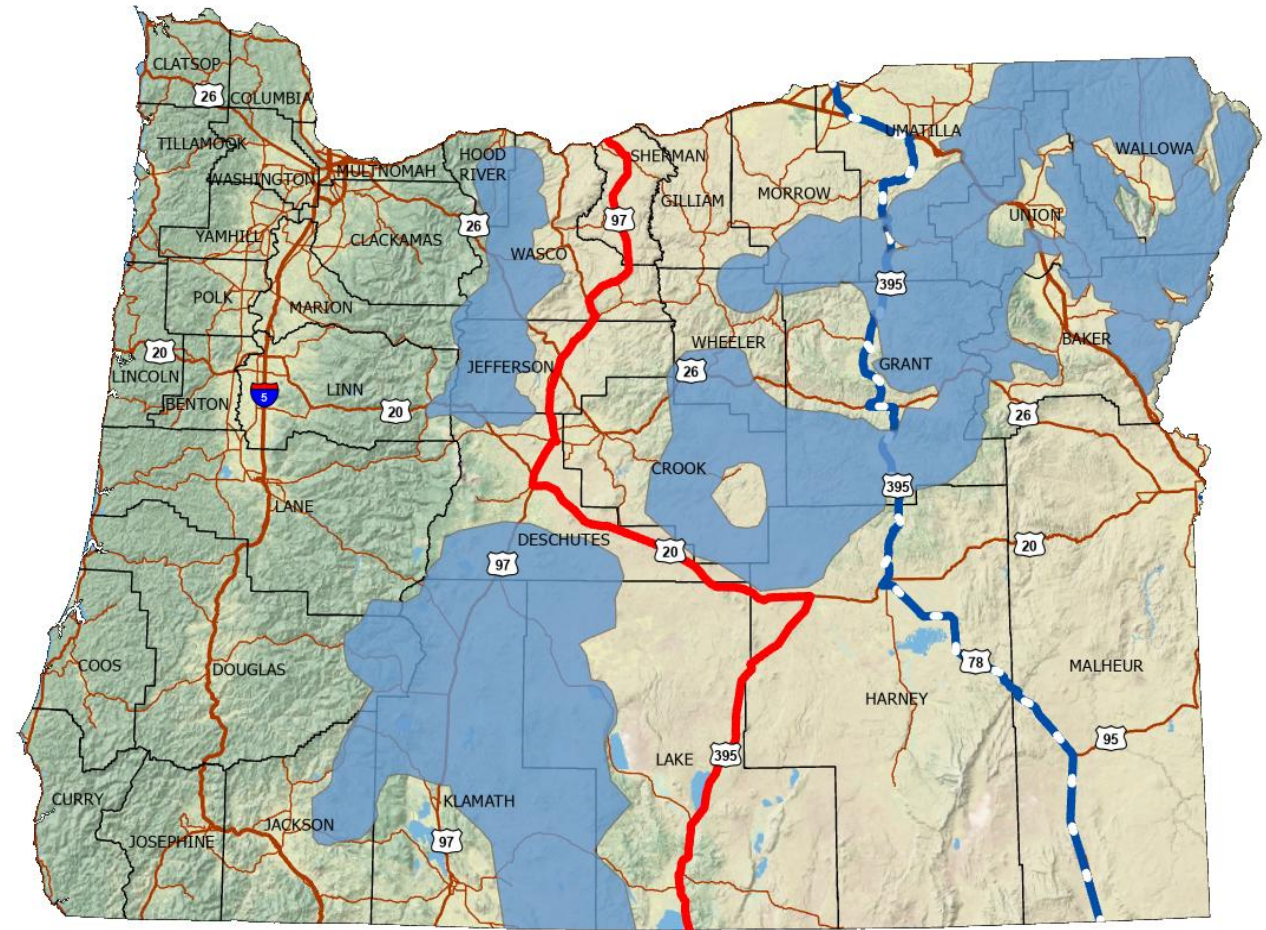 CLATSOP
26
COLUMBIA
TILLAMOOK
WASHINGTON
MULTNOMAH
HOOD
RIVER
SHERMAN
UMATILLA
WALLOWA
GILLIAM
MORROW
UNION
YAMHILL
CLACKAMAS
26
97
WASCO
POLK
MARION
395
20
LINCOLN
BENTON
5
LINN
20
JEFFERSON
WHEELER
26
GRANT
BAKER
26
CROOK
395
LANE
DESCHUTES
97
20
20
COOS
DOUGLAS
78
MALHEUR
HARNEY
95
LAKE
395
CURRY
KLAMATH
JOSEPHINE
JACKSON
97